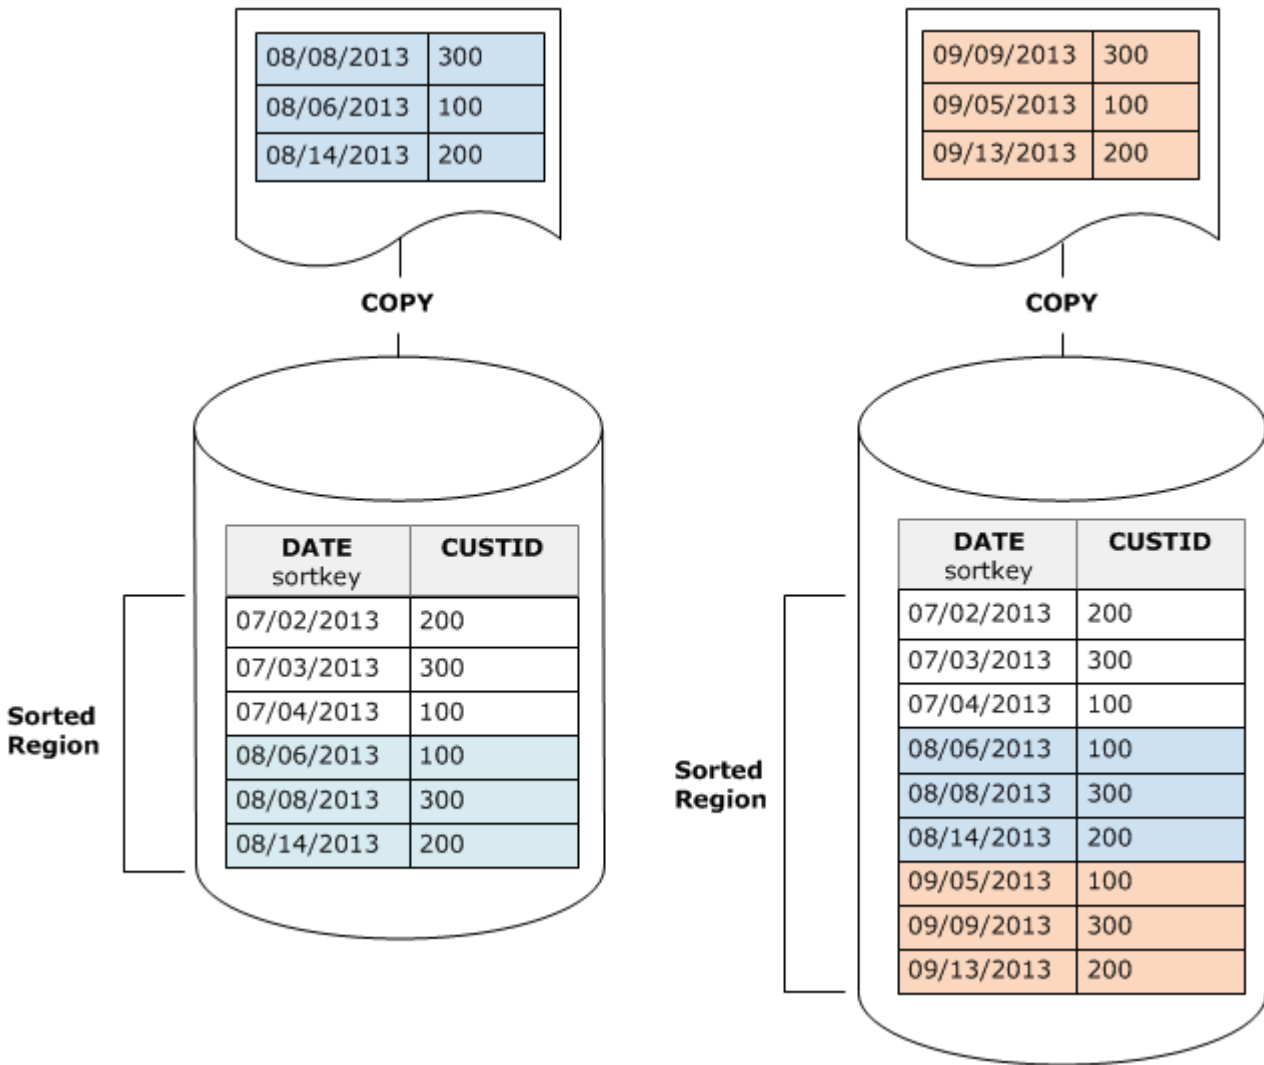 08/08/2013 300
08/06/2013 100
08/14/2013 200
COPY
DATE CUSTID
sortkey
07/02/2013 200
07/03/2013 300
07/04/2013 100
08/06/2013 100
08/08/2013 300
08/14/2013 200
Sorted
Region
09/09/2013 300
09/05/2013 100
09/13/2013 200
COPY
DATE CUSTID
sortkey
07/02/2013 200
07/03/2013 300
07/04/2013 100
08/06/2013 100
08/08/2013 300
08/14/2013 200
09/05/2013 100
09/09/2013 300
09/13/2013 200
Sorted
Region